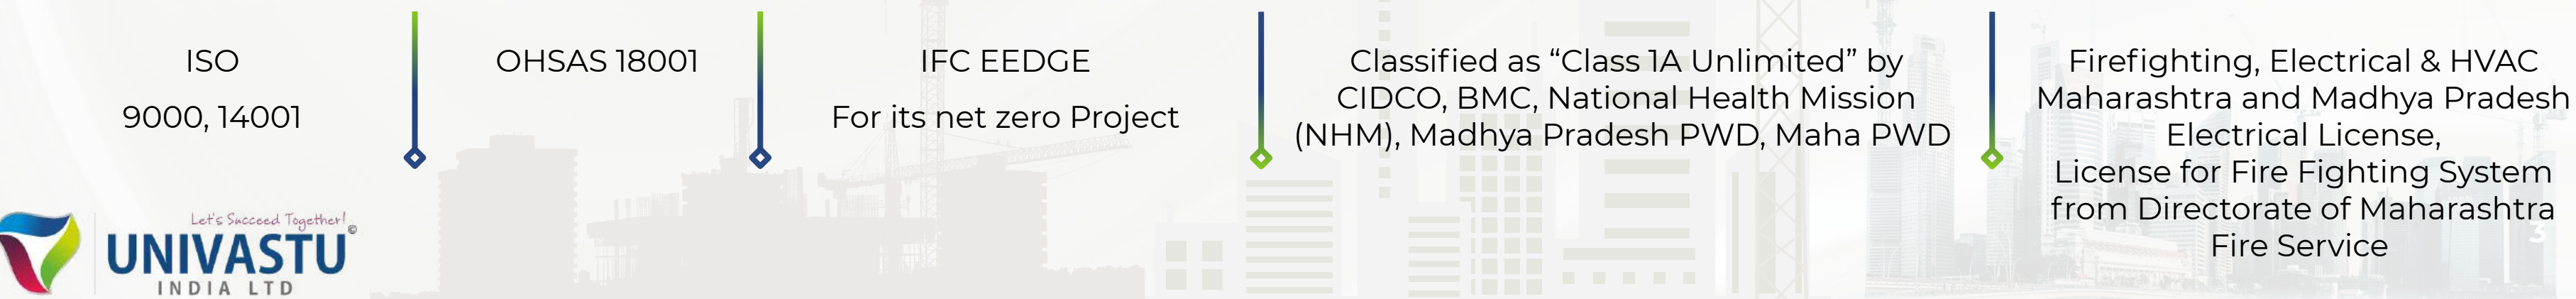 ISO
9000, 14001
OHSAS 18001
IFC EEDGE
For its net zero Project
Classified as “Class 1A Unlimited” by
CIDCO, BMC, National Health Mission
(NHM), Madhya Pradesh PWD, Maha PWD
Firefighting, Electrical & HVAC
Maharashtra and Madhya Pradesh
Electrical License,
License for Fire Fighting System
from Directorate of Maharashtra
Fire Service
3
Let's Succeed Together!
UNIVASTU©
INDIA LTD